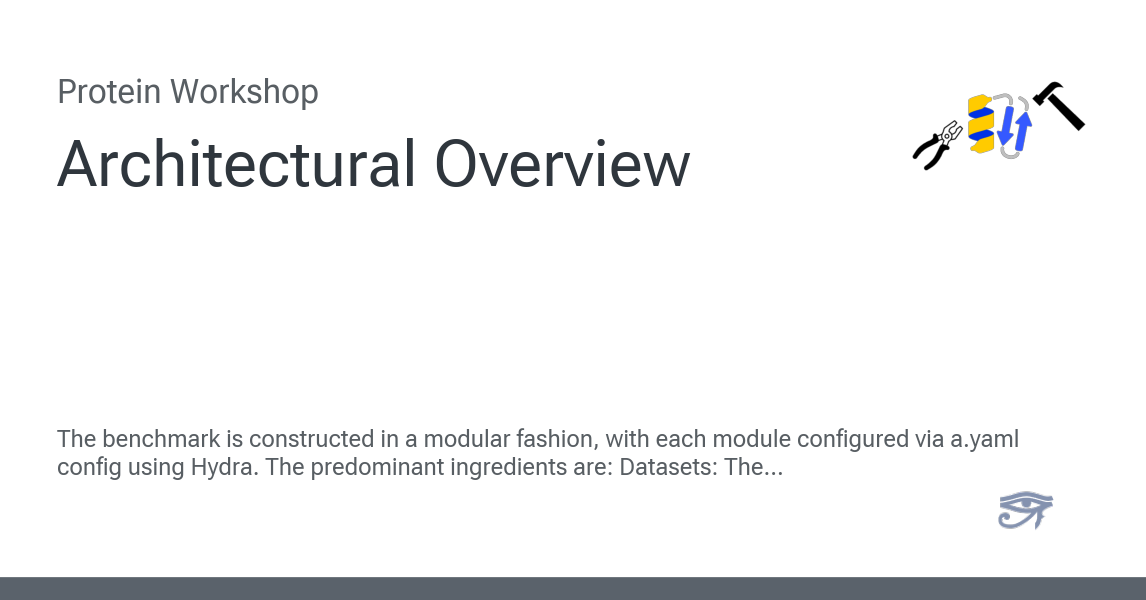 Protein Workshop
Architectural Overview
The benchmark is constructed in a modular fashion, with each module configured via a.yaml
config using Hydra. The predominant ingredients are: Datasets: The...